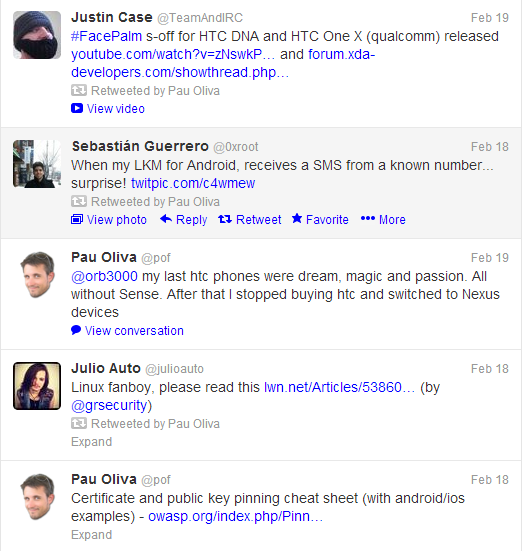 Justin Case @TeamAndIRC Feb 19
#FacePalm s-off for HTC DNA and HTC One X (qualcomm) released
youtube.com/watch?v=zNswkP… and forum.xda-
developers.com/showthread.php…
Retweeted by Pau Oliva
View video
Sebastián Guerrero @0xroot Feb 18
When my LKM for Android, receives a SMS from a known number...
surprise! twitpic.com/c4wmew
Retweeted by Pau Oliva
View photo Reply Retweet Favorite More
Pau Oliva @pof Feb 19
@orb3000 my last htc phones were dream, magic and passion. All
without Sense. After that I stopped buying htc and switched to Nexus
devices
View conversation
Julio Auto @julioauto Feb 18
Linux fanboy, please read this lwn.net/Articles/53860… (by
@grsecurity)
Retweeted by Pau Oliva
Expand
Pau Oliva @pof Feb 18
Certificate and public key pinning cheat sheet (with android/ios
examples) - owasp.org/index.php/Pinn…
Expand